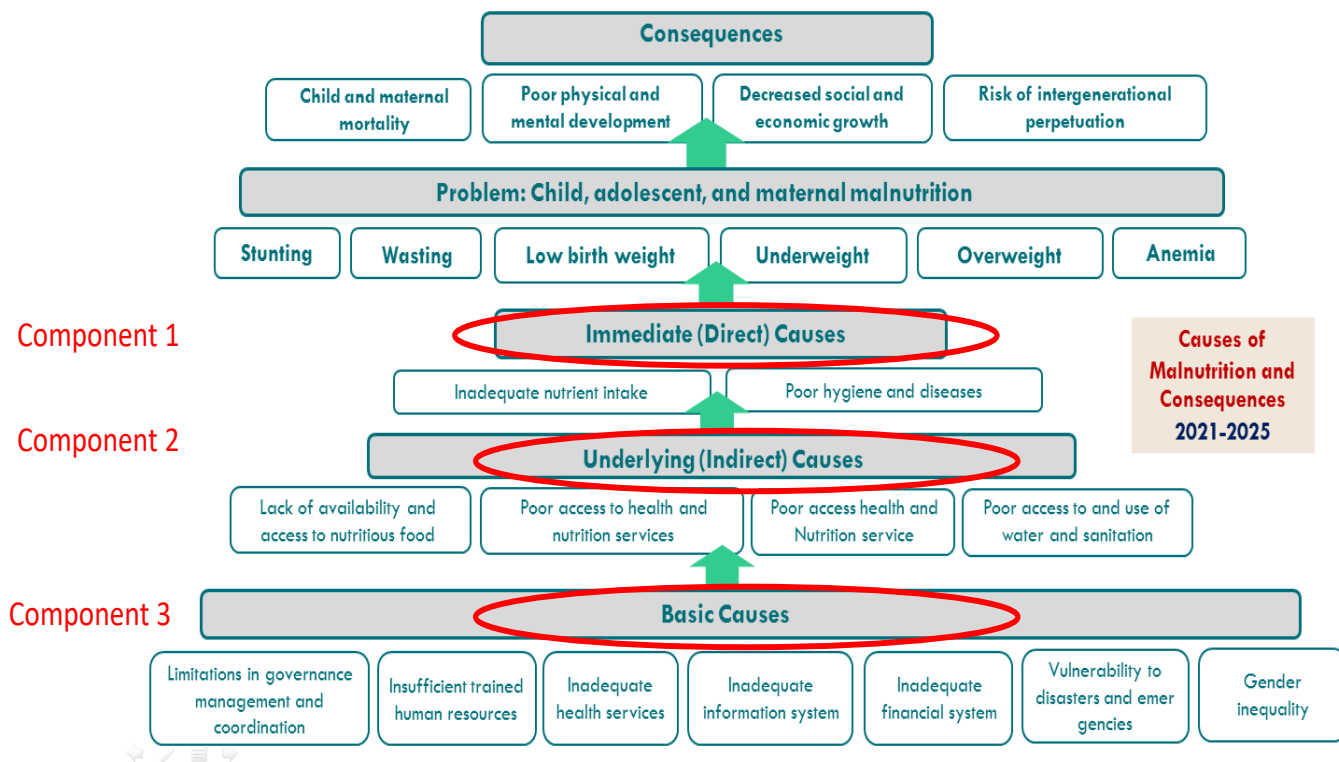 Consequences
Child and maternal
mortality
Poor physical and
mental development
Decreased social and
economic growth
Risk of intergenerational
perpetuation
Problem: Child, adolescent, and maternal malnutrition
Stunting
Wasting
Low birth weight
Underweight
Overweight
Anemia
Component 1
Immediate (Direct) Causes
Inadequate nutrient intake
Poor hygiene and diseases
Causes of
Malnutrition and
Consequences
2021-2025
Component 2
Underlying (Indirect) Causes
Lack of availability and
access to nutritious food
Poor access to health and
nutrition services
Poor access health and
Nutrition service
Poor access to and use of
water and sanitation
Component 3
Basic Causes
Limitations in governance
management and
coordination
Insufficient trained
human resources
Inadequate
health services
Inadequate
information system
Inadequate
financial system
Vulnerability to
disasters and emer
gencies
Gender
inequality